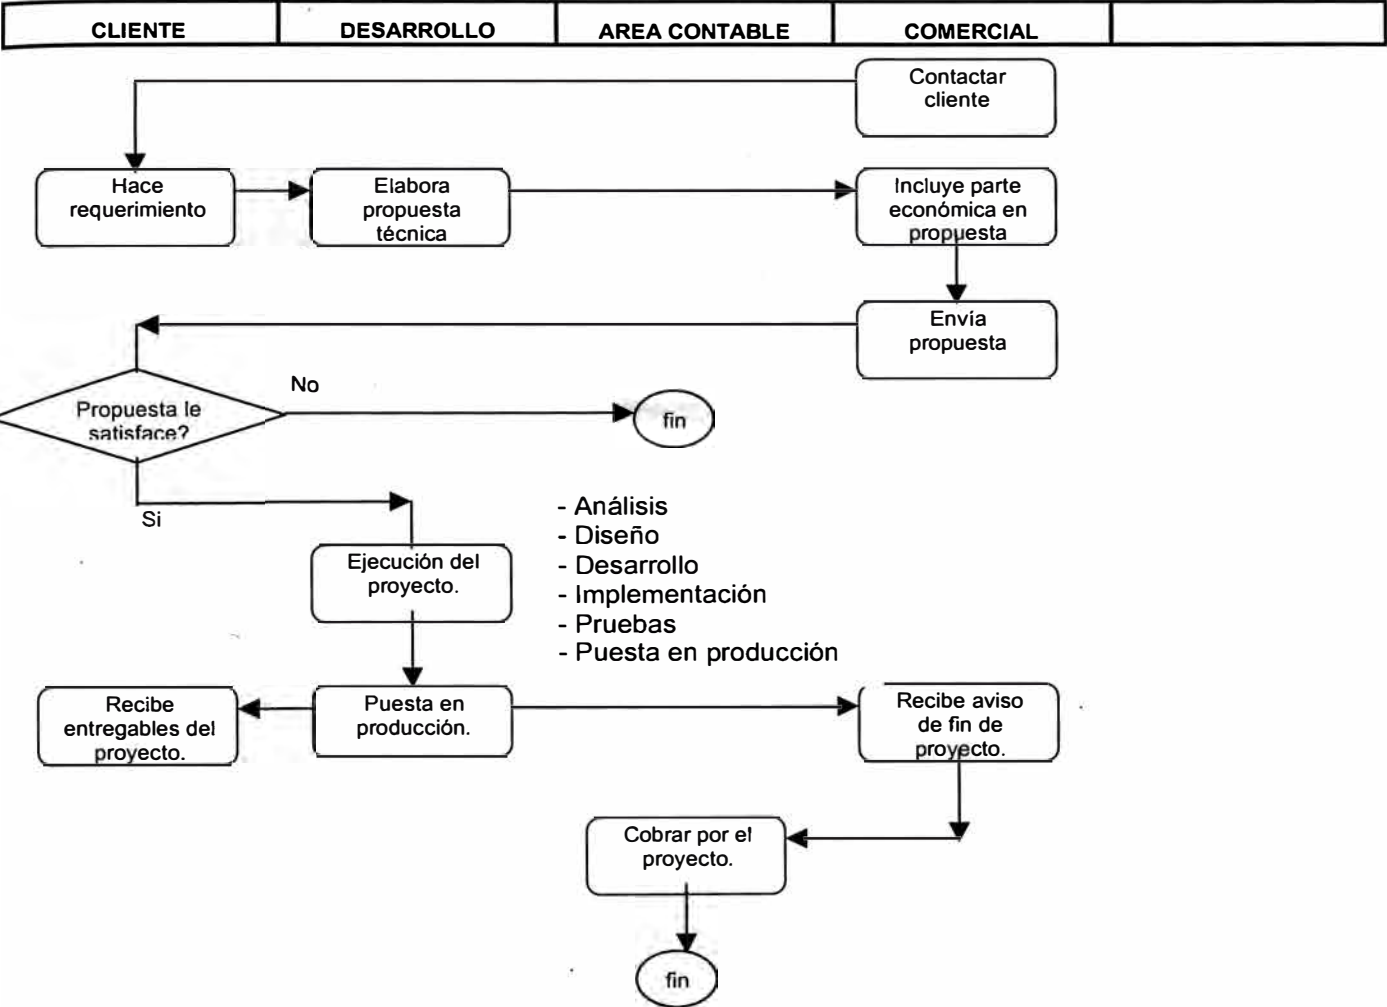 CLIENTE
DESARROLLO
AREA CONTABLE
COMERCIAL
Contactar
cliente
Hace
requerimiento
Elabora
propuesta
técnica
Incluye parte
económica en
propuesta
Envía
propuesta
Propuesta le
satisface?
No
fin
Si
Ejecución del
proyecto.
- Análisis
- Diseño
- Desarrollo
- Implementación
- Pruebas
- Puesta en producción
Recibe
entregables del
proyecto.
Puesta en
producción.
Recibe aviso
de fin de
proyecto.
Cobrar por el
proyecto.
fin